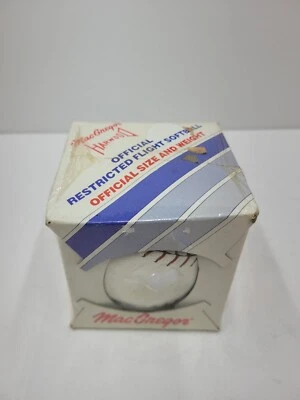 MacGregor
OFFICIAL
RESTRICTED FLIGHT SOFTBALL
OFFICIAL SIZE AND WEIGHT
MacGregor